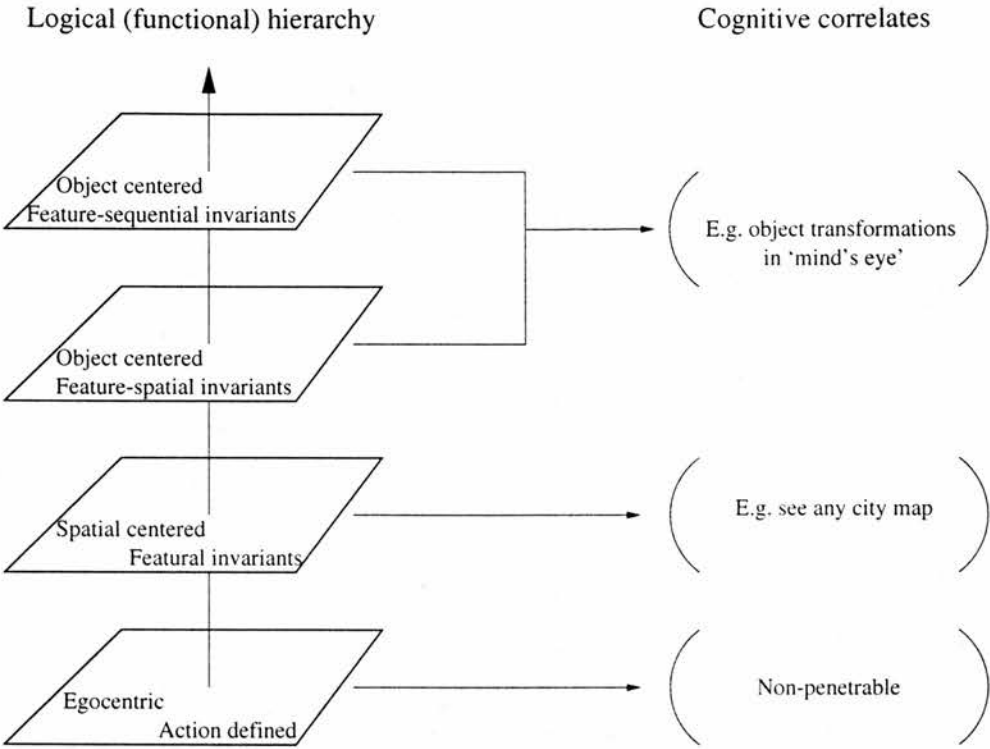 Logical (functional) hierarchy
Cognitive correlates
Object centered
Feature-sequential invariants
E.g. object transformations
in ‘mind’s eye’
Object centered
Feature-spatial invariants
Spatial centered
Featural invariants
E.g. see any city map
Egocentric
Action defined
Non-penetrable